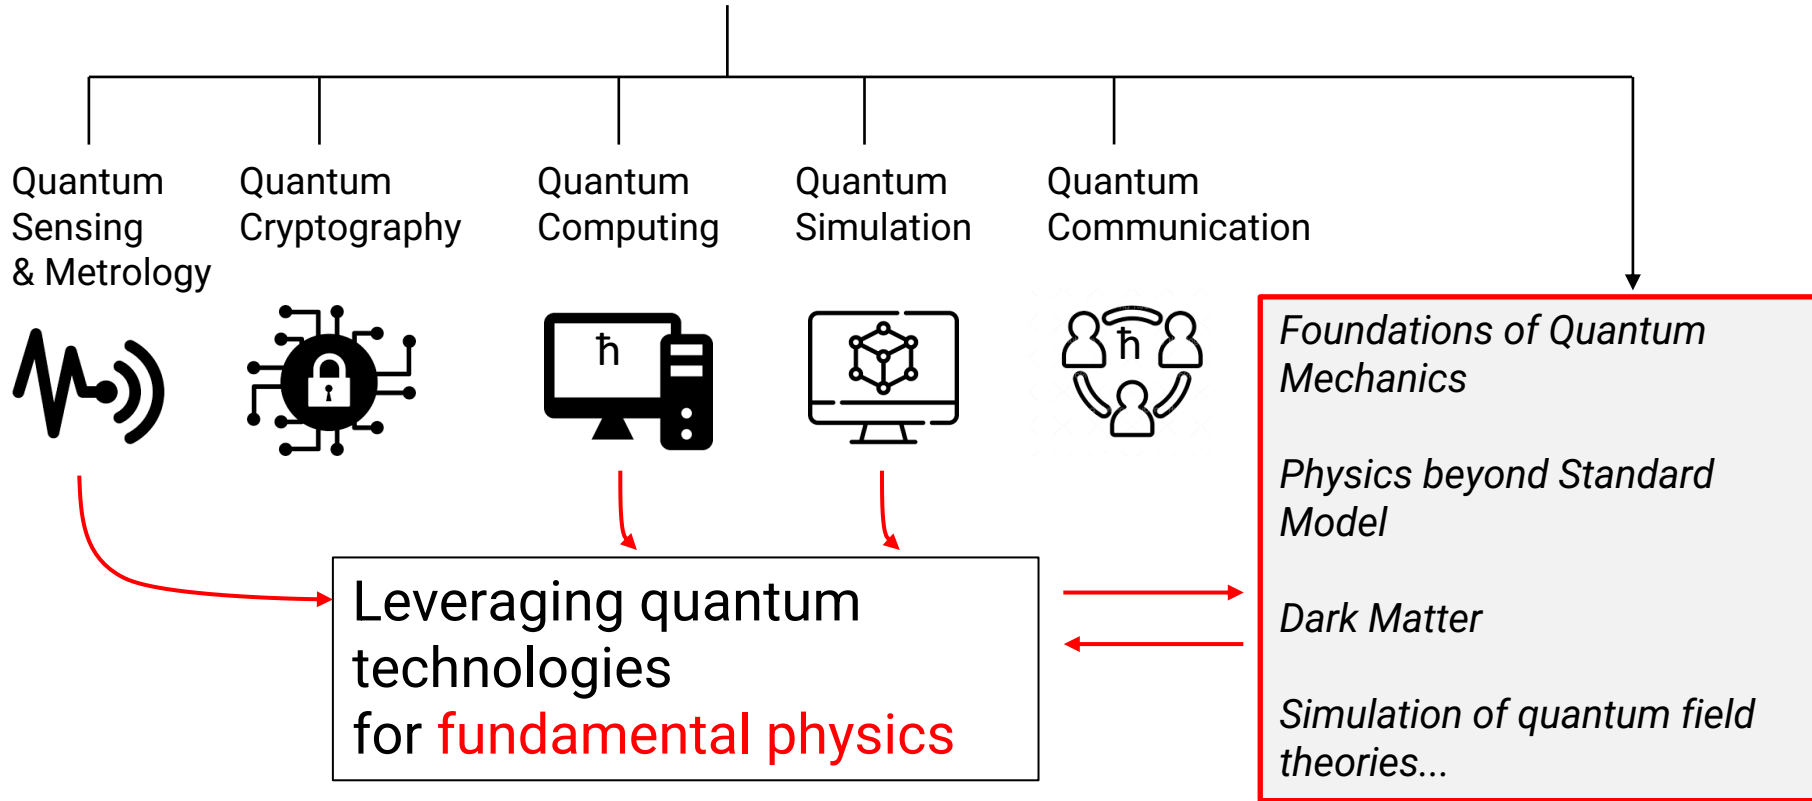 Quantum
Sensing
& Metrology
Quantum
Cryptography
Quantum
Computing
Quantum
Simulation
Quantum
Communication
ħ
ħ
Foundations of Quantum
Mechanics
Physics beyond Standard
Model
Dark Matter
Simulation of quantum field
theories...
Leveraging quantum
technologies
for fundamental physics